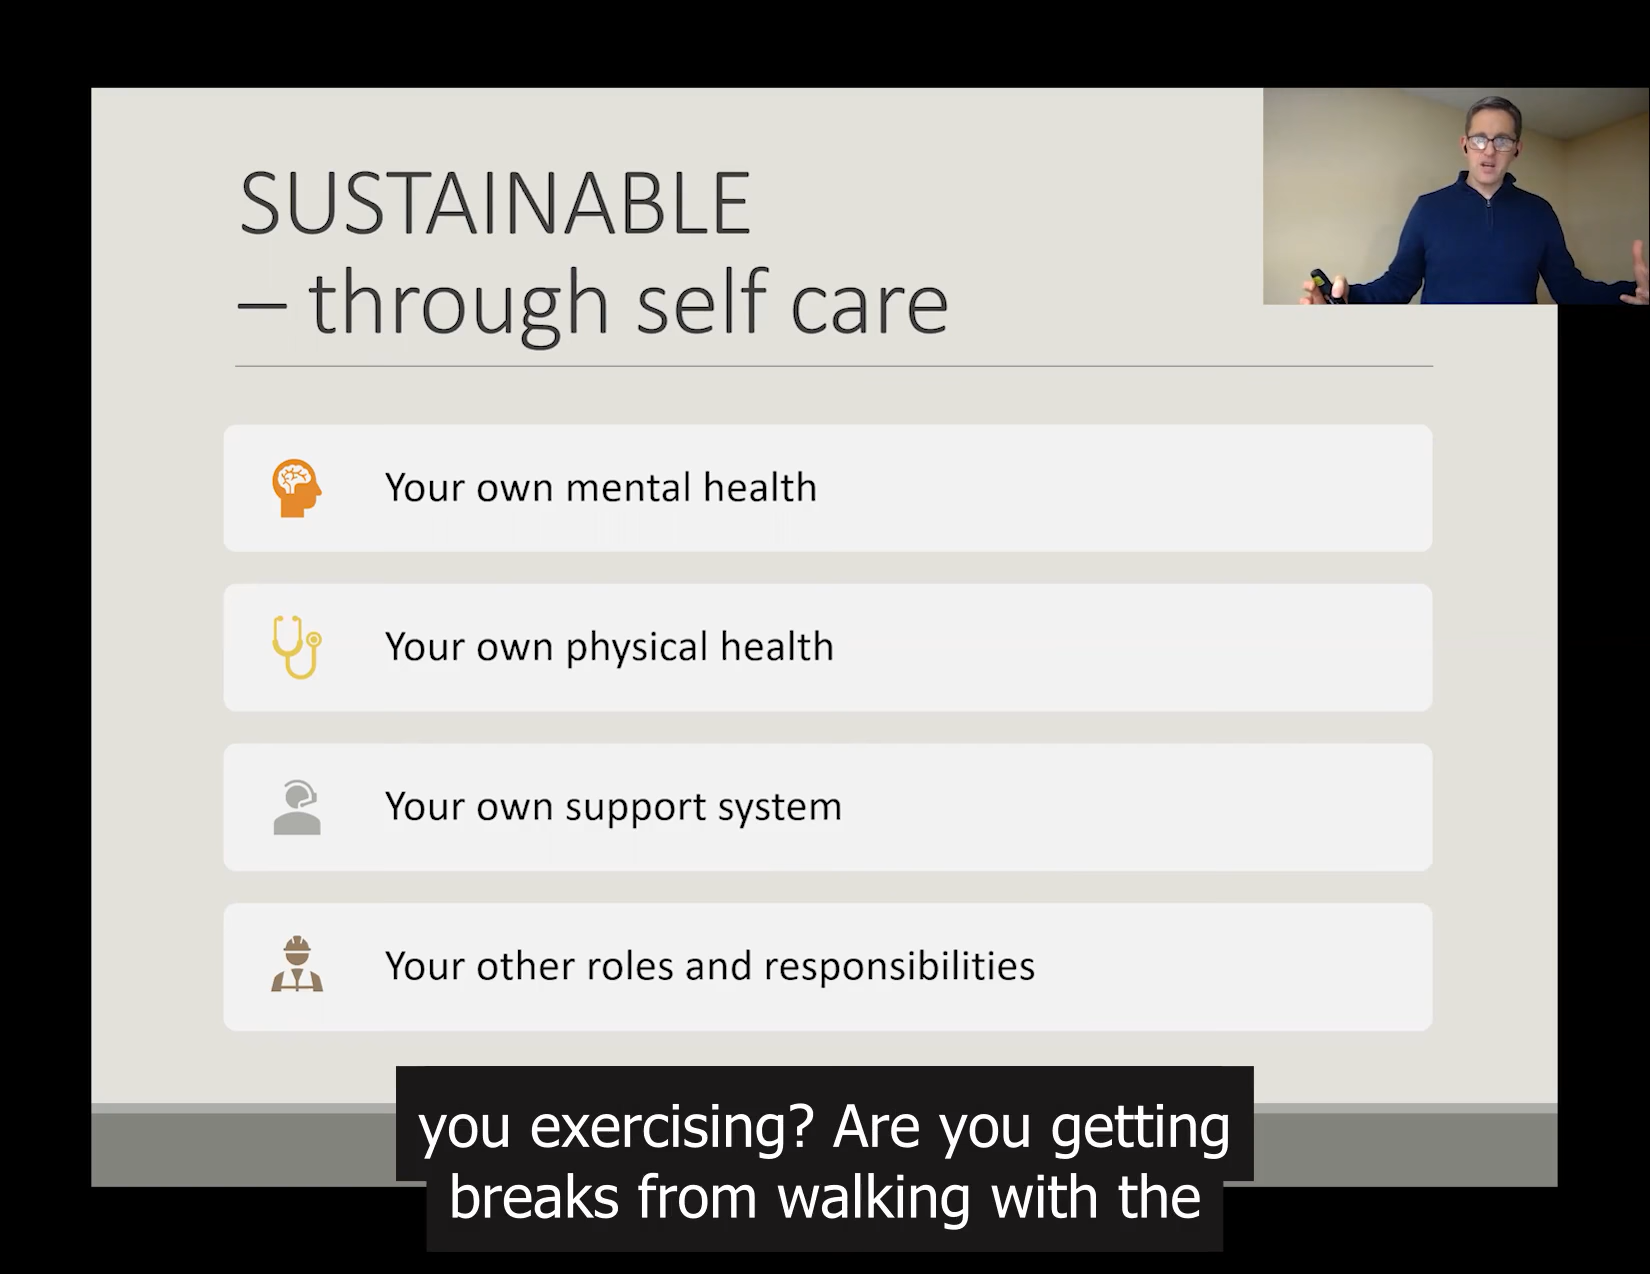 SUSTAINABLE
– through self care
Your own mental health
Your own physical health
Your own support system
Your other roles and responsibilities
you exercising? Are you getting
breaks from walking with the